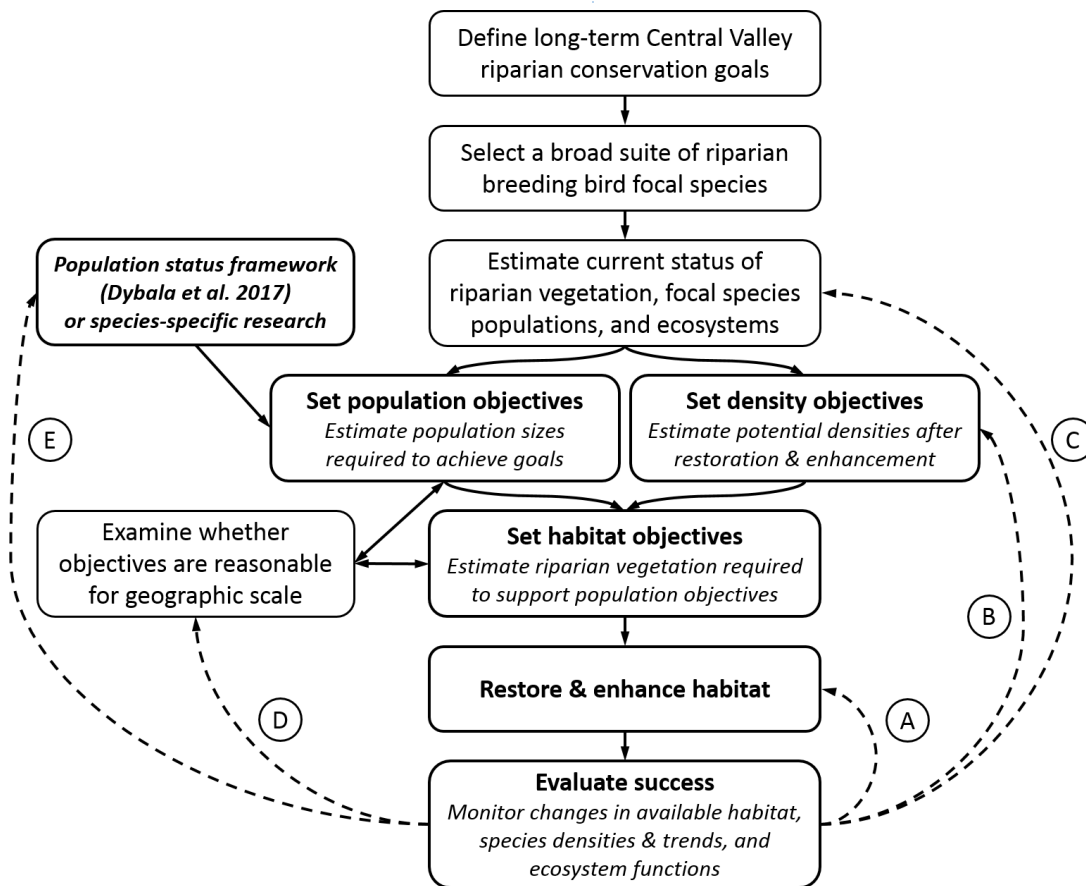 Define long-term Central Valley
riparian conservation goals
Select a broad suite of riparian
breeding bird focal species
Population status framework
(Dybala et al. 2017)
or species-specific research
Estimate current status of
riparian vegetation, focal species
populations, and ecosystems
Set population objectives
Estimate population sizes
required to achieve goals
Set density objectives
Estimate potential densities after
restoration & enhancement
E
C
Examine whether
objectives are reasonable
for geographic scale
Set habitat objectives
Estimate riparian vegetation required
to support population objectives
B
Restore & enhance habitat
D
A
Evaluate success
Monitor changes in available habitat,
species densities & trends, and
ecosystem functions